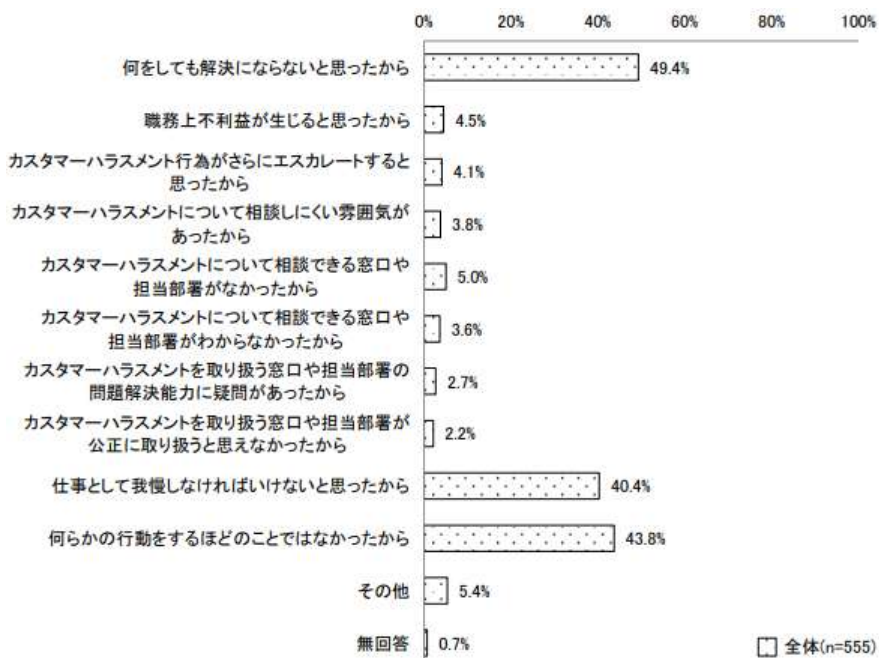 0% 20% 40% 60% 80% 100%
何をしても解決にならないと思ったから 49.4%
職務上不利益が生じると思ったから 4.5%
カスタマーハラスメント行為がさらにエスカレートすると
思ったから 4.1%
カスタマーハラスメントについて相談しにくい雰囲気が
あったから 3.8%
カスタマーハラスメントについて相談できる窓口や
担当部署がなかったから 5.0%
カスタマーハラスメントについて相談できる窓口や
担当部署がわからなかったから 3.6%
カスタマーハラスメントを取り扱う窓口や担当部署の
問題解決能力に疑問があったから 2.7%
カスタマーハラスメントを取り扱う窓口や担当部署が
公正に取り扱うと思えなかったから 2.2%
仕事として我慢しなければいけないと思ったから 40.4%
何らかの行動をするほどのことではなかったから 43.8%
その他 5.4%
無回答 0.7%
全体(n=555)